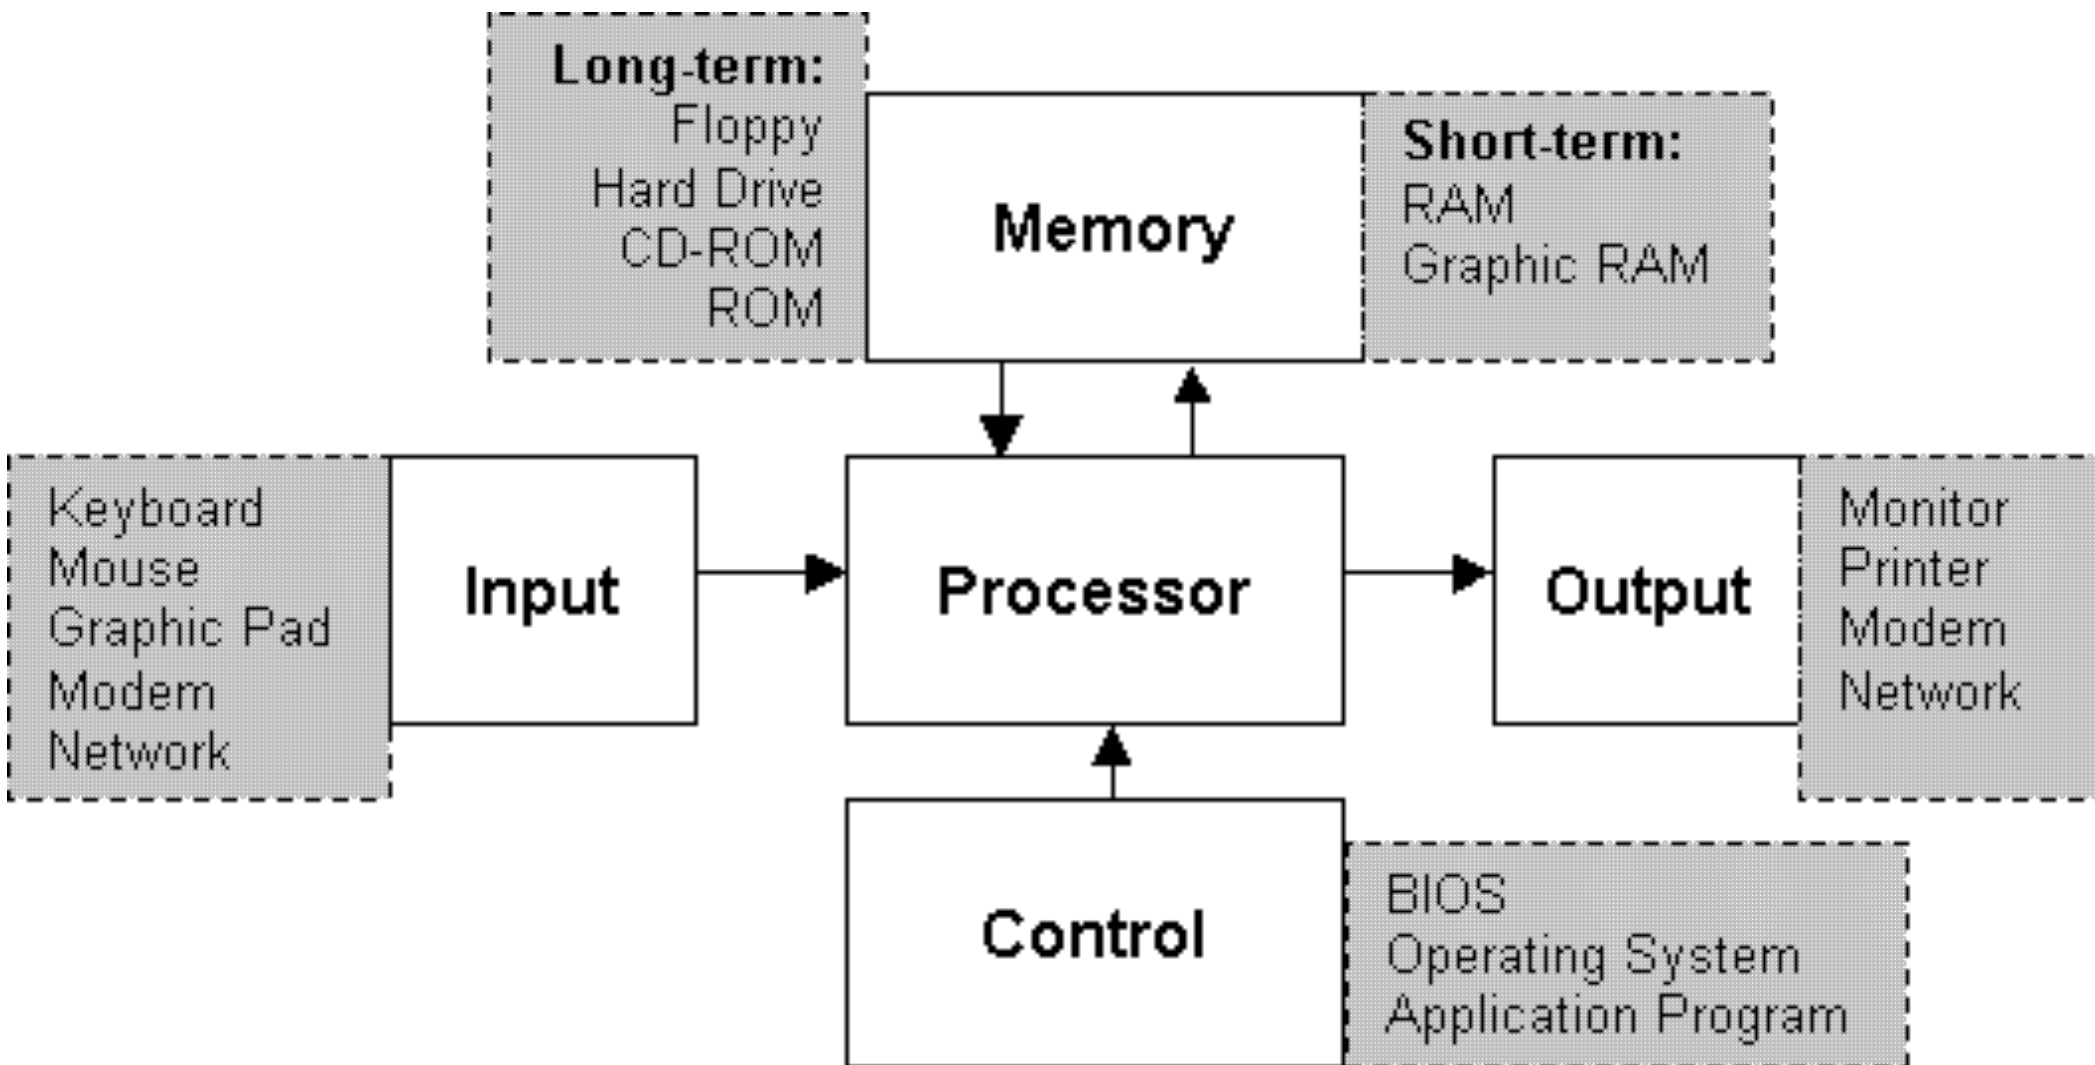 Long-term:
Floppy
Hard Drive
CD-ROM
ROM
Memory
Short-term:
RAM
Graphic RAM
Keyboard
Mouse
Graphic Pad
Modem
Network
Input
Processor
Output
Monitor
Printer
Modem
Network
Control
BIOS
Operating System
Application Program